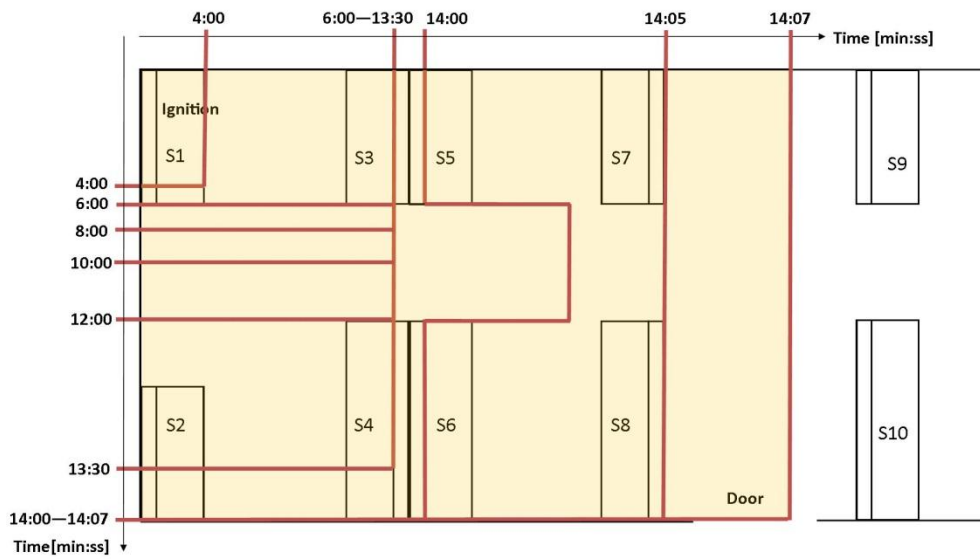 4:00
6:00—13:30
14:00
14:05
14:07
Time [min:ss]
Ignition
S1
S3
S5
S7
S9
4:00
6:00
8:00
10:00
12:00
S2
S4
S6
S8
S10
13:30
Door
14:00—14:07
Time[min:ss]